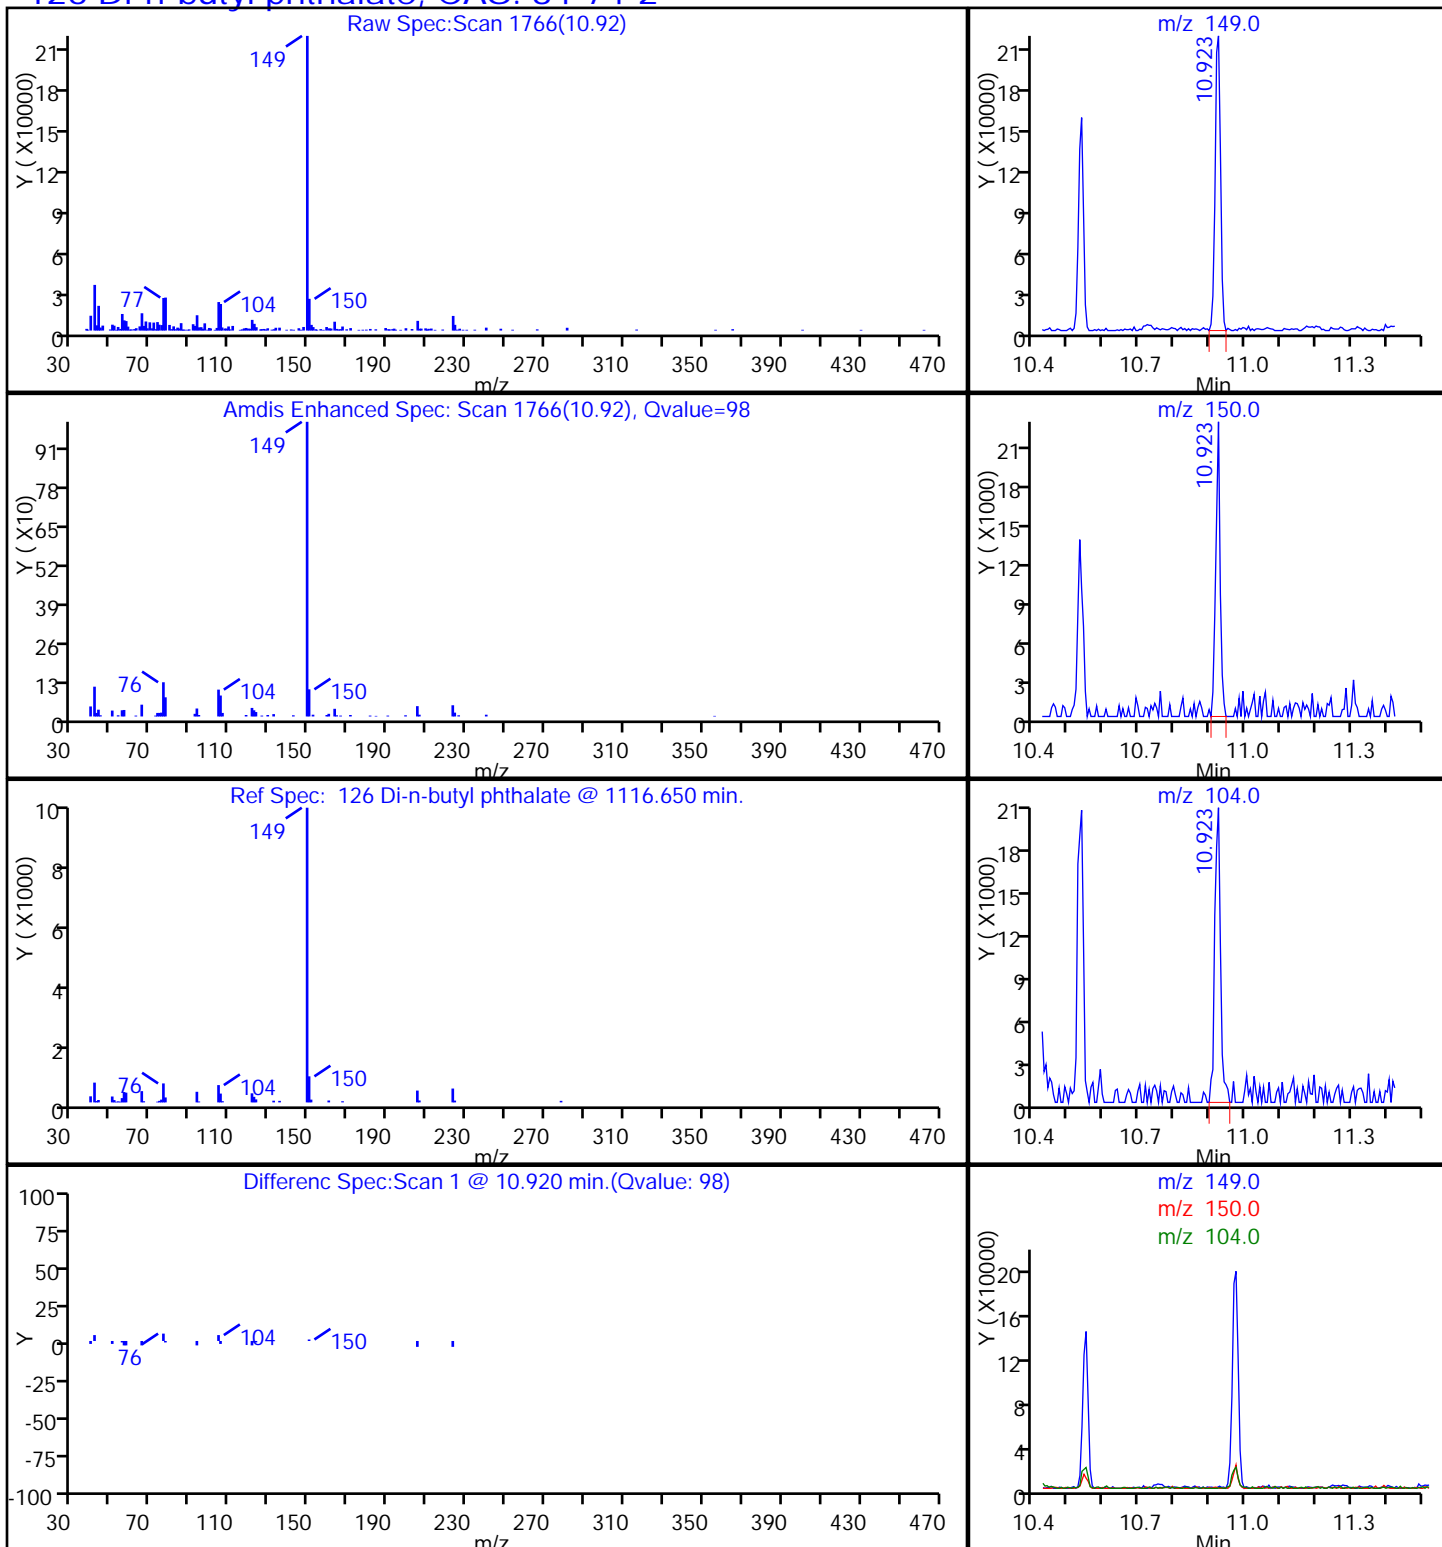 126 Di-n-butyl phthalate, CAS: 84-74-2
Raw Spec:Scan 1766(10.92)
Y ( X10000)
21
18
15
12
9
6
3
0
149
77
104
150
30 70 110 150 190 230 270 310 350 390 430 470
m/z
m/z 149.0
Y ( X10000)
21
18
15
12
9
6
3
0
10.923
10.4 10.7 11.0 11.3
Min
Amdis Enhanced Spec: Scan 1766(10.92), Qvalue=98
Y ( X10)
91
78
65
52
39
26
13
0
149
76
104
150
30 70 110 150 190 230 270 310 350 390 430 470
m/z
m/z 150.0
Y ( X1000)
21
18
15
12
9
6
3
0
10.923
10.4 10.7 11.0 11.3
Min
Ref Spec: 126 Di-n-butyl phthalate @ 1116.650 min.
Y ( X1000)
10
8
6
4
2
0
149
76
104
150
30 70 110 150 190 230 270 310 350 390 430 470
m/z
m/z 104.0
Y ( X1000)
21
18
15
12
9
6
3
0
10.923
10.4 10.7 11.0 11.3
Min
Differenc Spec:Scan 1 @ 10.920 min.(Qvalue: 98)
Y
100
75
50
25
0
-25
-50
-75
-100
76
104
150
30 70 110 150 190 230 270 310 350 390 430 470
m/z
m/z 149.0
m/z 150.0
m/z 104.0
Y ( X10000)
20
16
12
8
4
0
10.4 10.7 11.0 11.3
Min